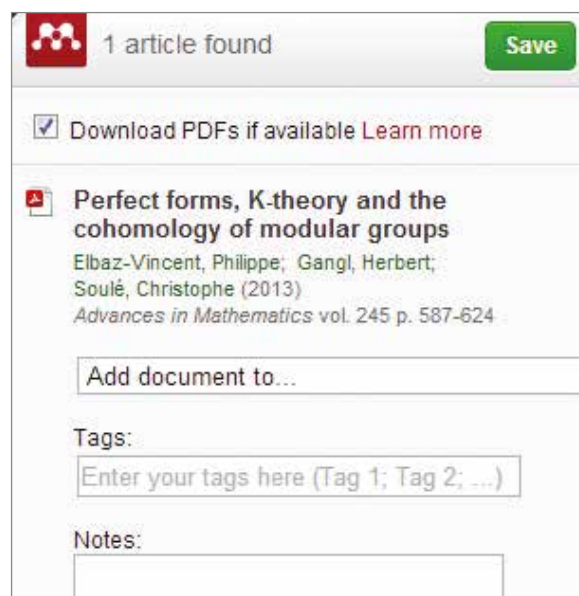 1 article found
Save
Download PDFs if available Learn more
Perfect forms, K-theory and the
cohomology of modular groups
Elbaz-Vincent, Philippe; Gangl, Herbert;
Soulé, Christophe (2013)
Advances in Mathematics vol. 245 p. 587-624
Add document to...
Tags:
Enter your tags here (Tag 1; Tag 2; ...)
Notes: